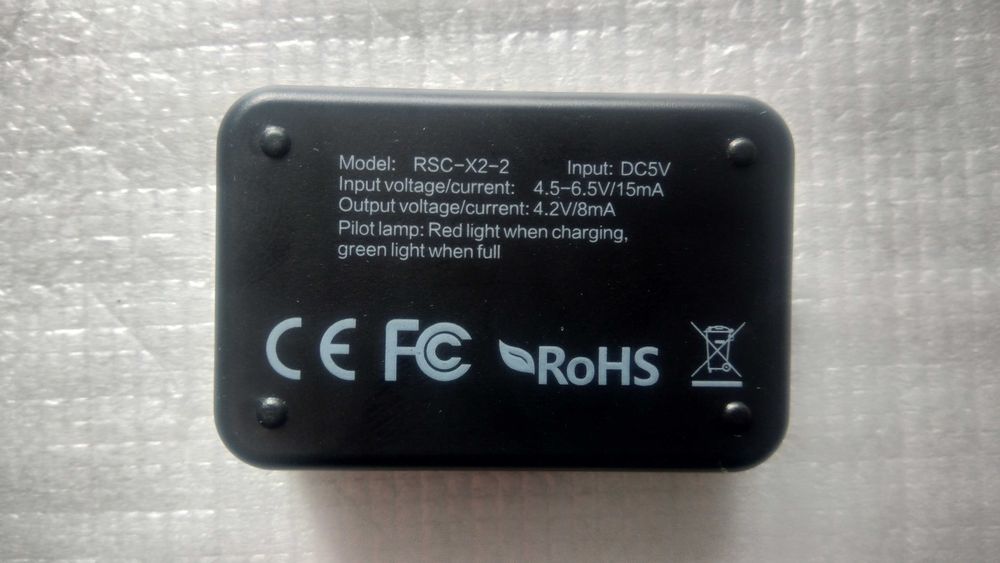 Model: RSC-X2-2 Input: DC5V
Input voltage/current: 4.5-6.5V/15mA
Output voltage/current: 4.2V/8mA
Pilot lamp: Red light when charging,
green light when full
CE FC RoHS